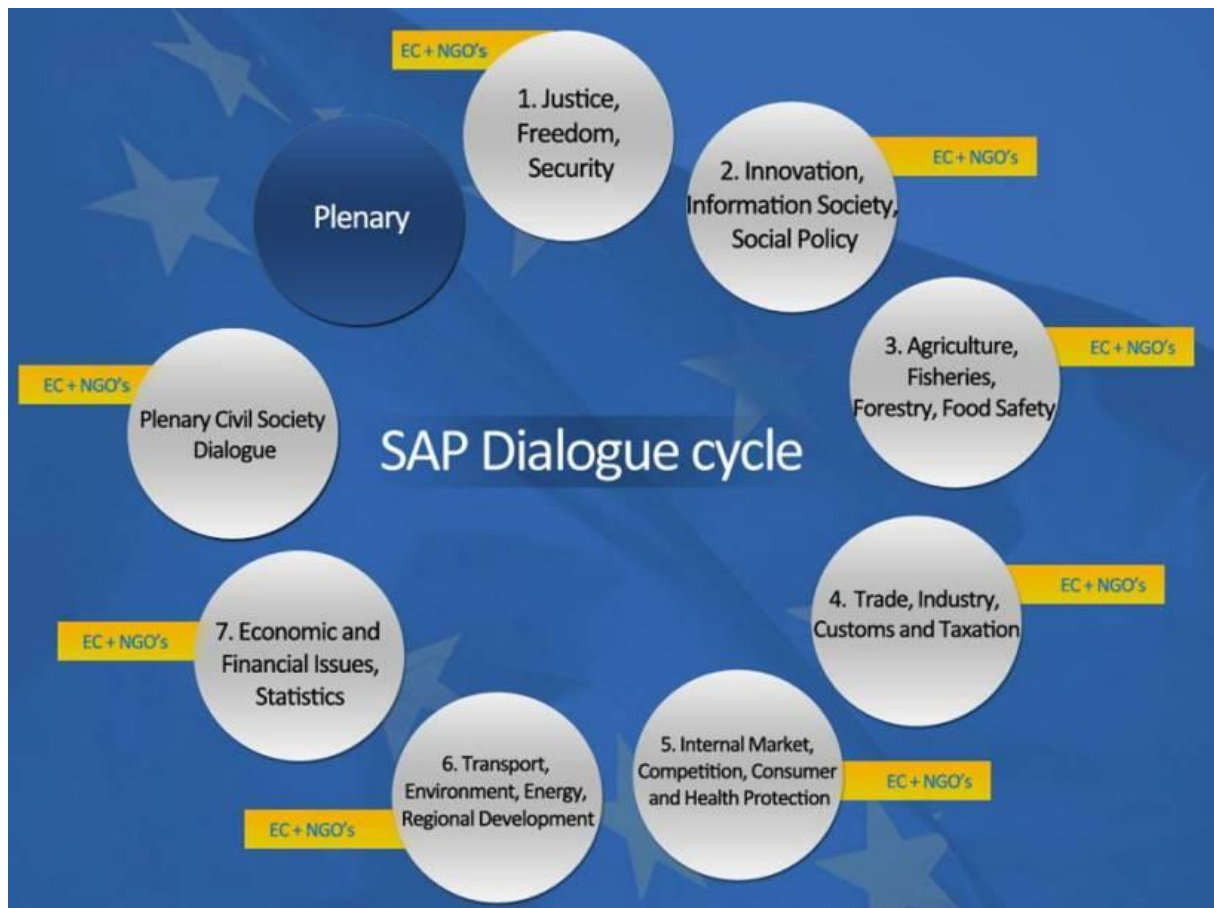 EC + NGO's
1. Justice,
Freedom,
Security
Plenary
2. Innovation,
Information Society,
Social Policy
EC + NGO's
3. Agriculture,
Fisheries,
Forestry, Food Safety
EC + NGO's
EC + NGO's
Plenary Civil Society
Dialogue
SAP Dialogue cycle
4. Trade, Industry,
Customs and Taxation
EC + NGO's
EC + NGO's
7. Economic and
Financial Issues,
Statistics
5. Internal Market,
Competition, Consumer
and Health Protection
EC + NGO's
6. Transport,
Environment, Energy,
Regional Development
EC + NGO's